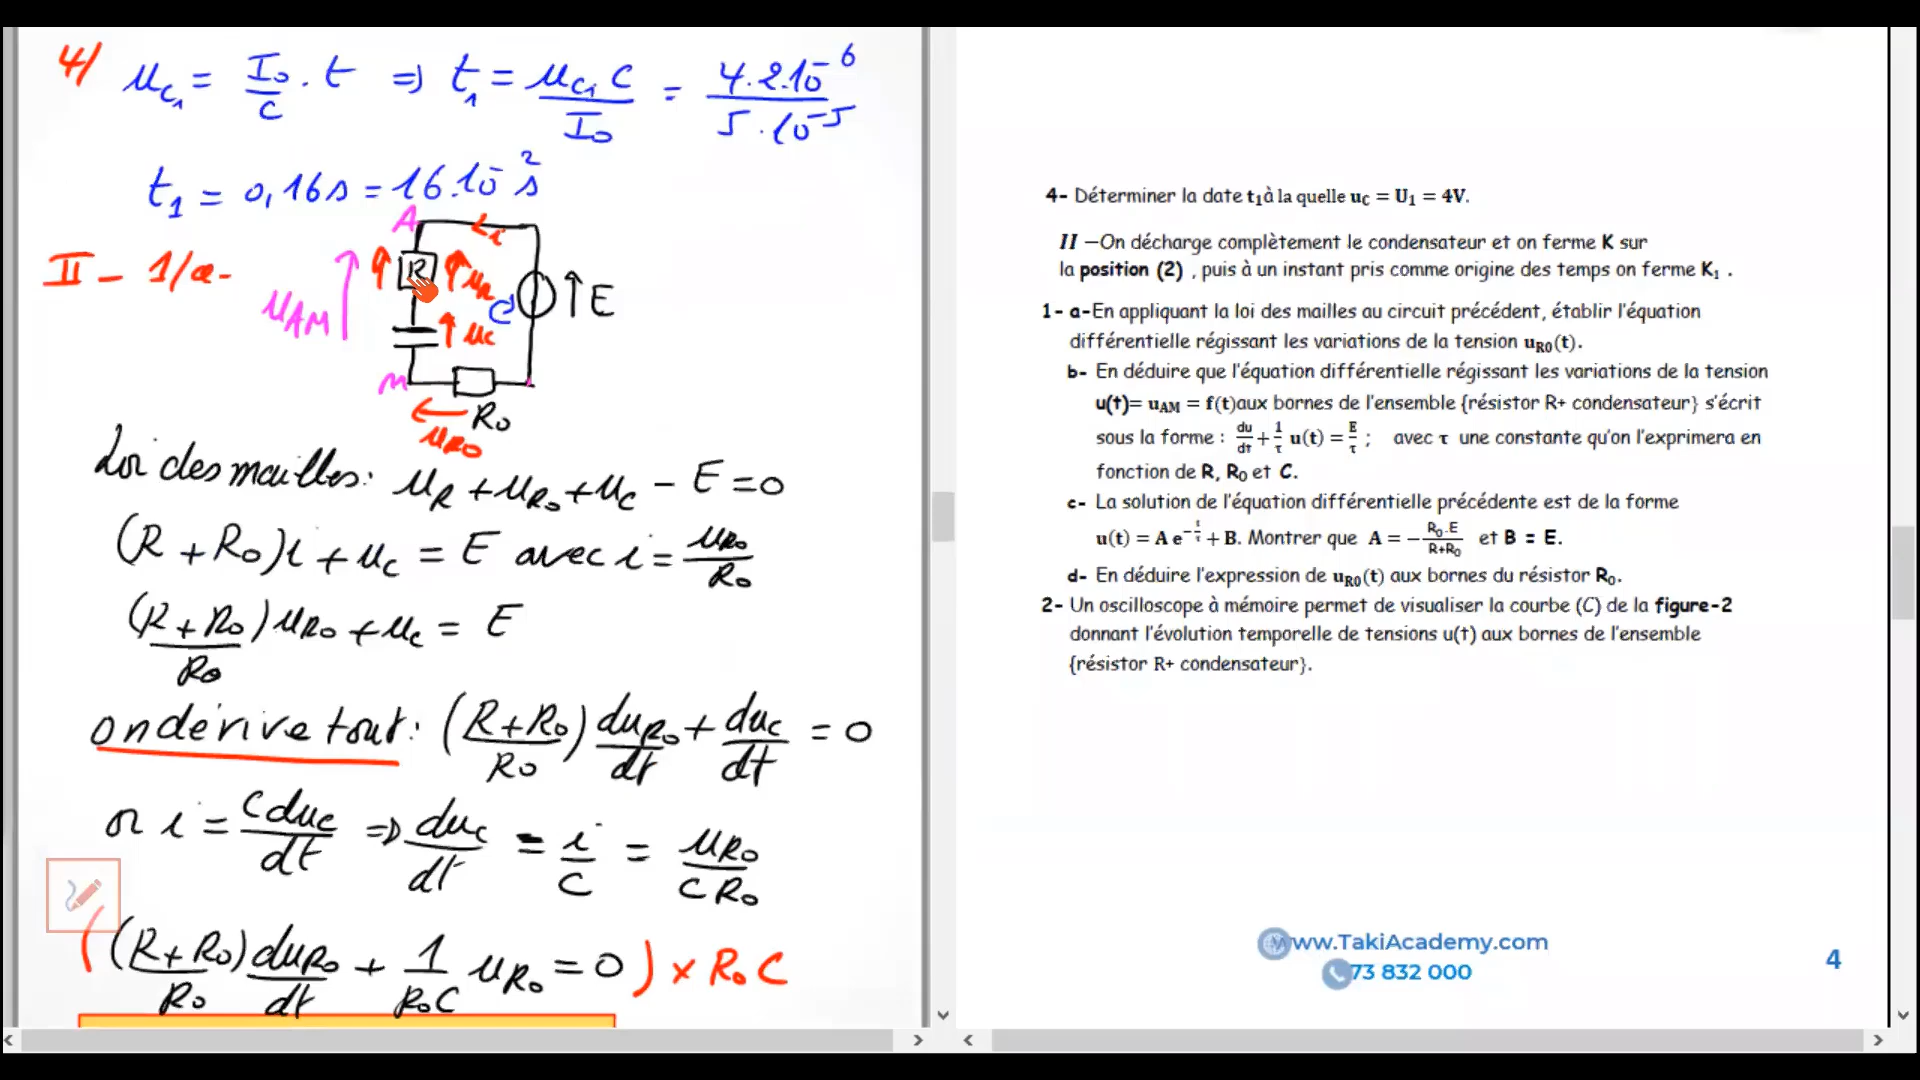 4/ u_C1 = I0/C · t ⇒ t1 = u_C1 C / I0 = 4.2.10^-6 / 5.10^-5
t1 = 0,16s = 16.10^-2 s
II - 1/a-
A
i
R
u_R
u_AM
C
E
u_C
M
R0
u_R0
Loi des mailles: u_R + u_R0 + u_C - E = 0
(R + R0)i + u_C = E avec i = u_R0/R0
(R + R0)/R0 u_R0 + u_C = E
on dérive tout: (R + R0)/R0 du_R0/dt + du_C/dt = 0
or i = C du_C/dt ⇒ du_C/dt = i/C = u_R0/CR0
((R + R0)/R0 du_R0/dt + 1/R0C u_R0 = 0) × R0 C
4- Déterminer la date t1à la quelle uC = U1 = 4V.
II –On décharge complètement le condensateur et on ferme K sur
la position (2) , puis à un instant pris comme origine des temps on ferme K1 .
1- a-En appliquant la loi des mailles au circuit précédent, établir l'équation
différentielle régissant les variations de la tension uR0(t).
b- En déduire que l'équation différentielle régissant les variations de la tension
u(t)= uAM = f(t)aux bornes de l'ensemble {résistor R+ condensateur} s'écrit
sous la forme : du/dt + 1/τ u(t) = E/τ ; avec τ une constante qu'on l'exprimera en
fonction de R, R0 et C.
c- La solution de l'équation différentielle précédente est de la forme
u(t) = A e^-t/τ + B. Montrer que A = - R0.E/R+R0 et B = E.
d- En déduire l'expression de uR0(t) aux bornes du résistor R0.
2- Un oscilloscope à mémoire permet de visualiser la courbe (C) de la figure-2
donnant l'évolution temporelle de tensions u(t) aux bornes de l'ensemble
{résistor R+ condensateur}.
www.TakiAcademy.com
73 832 000
4